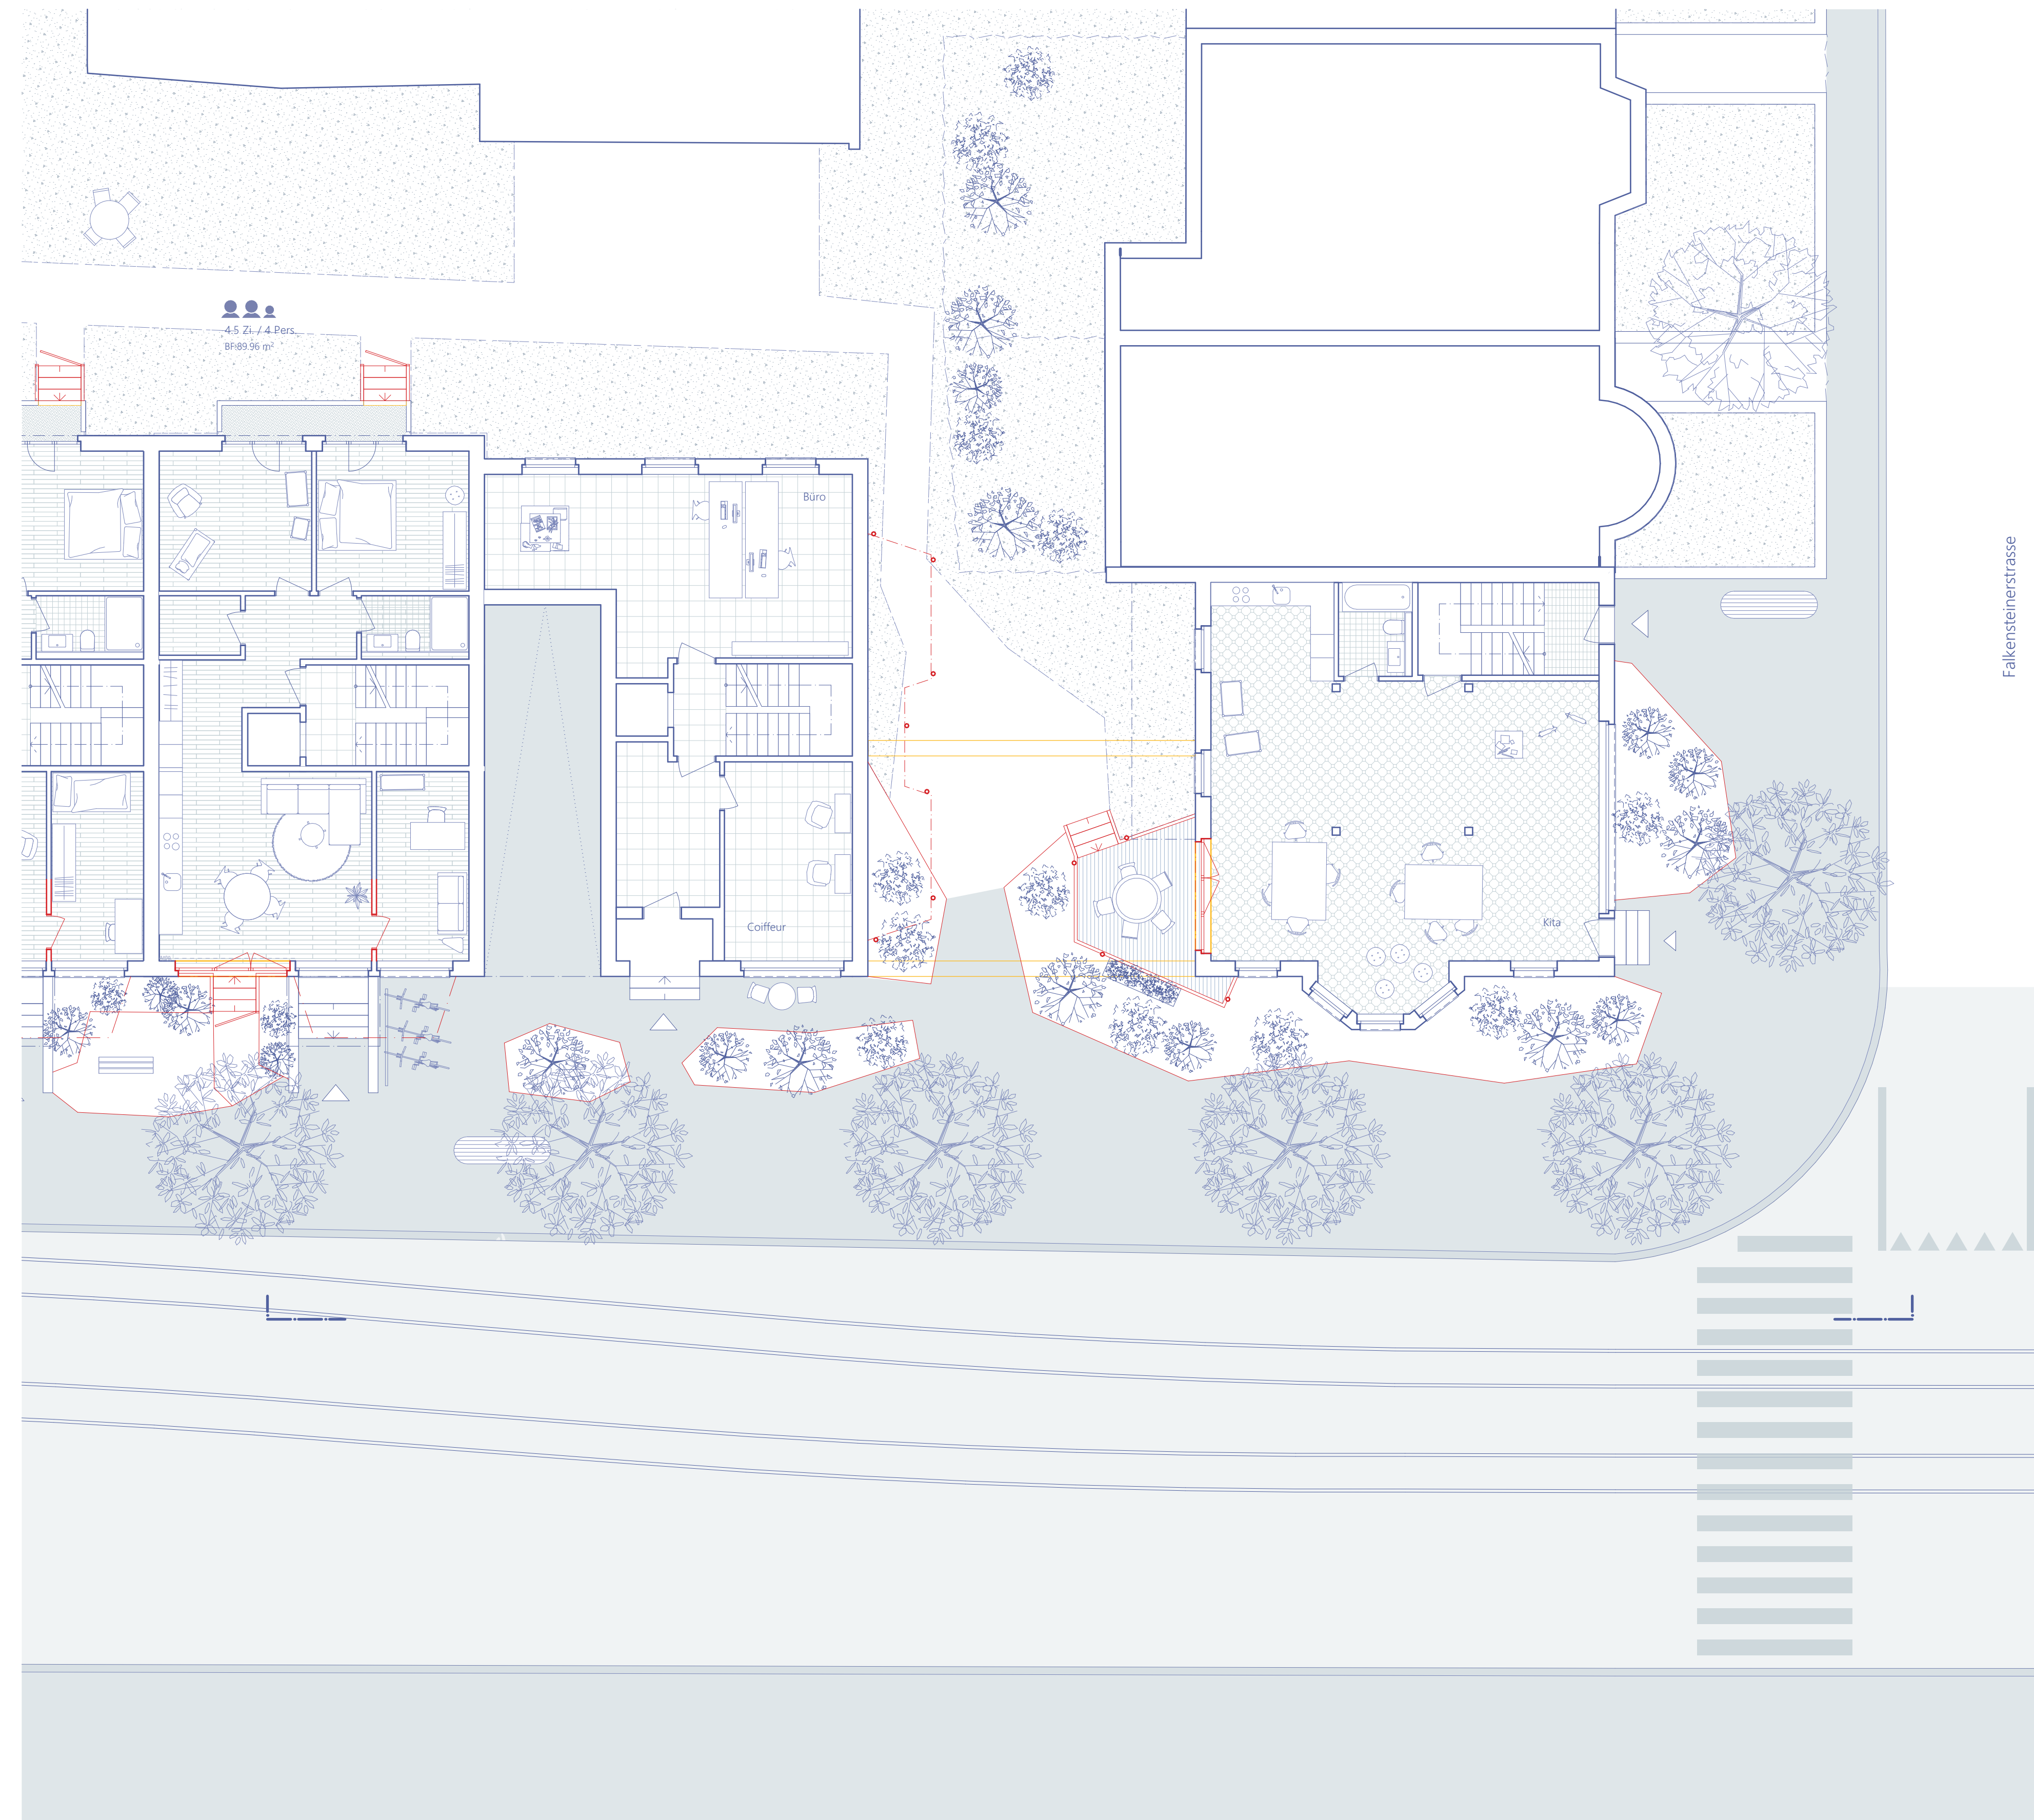 4.5 Zi. / 4 Pers.
BF:89.96 m²
Büro
Falkensteinerstrasse
Kita
Coiffeur